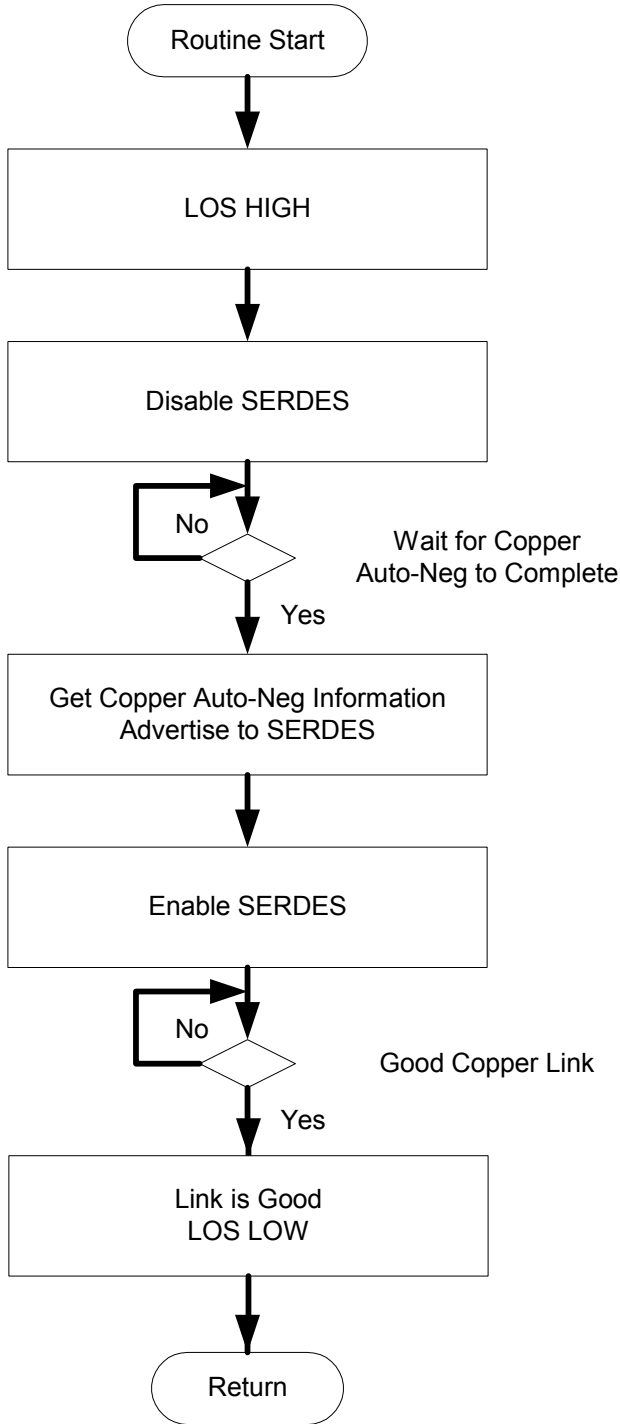 Routine Start
LOS HIGH
Disable SERDES
No
Wait for Copper
Auto-Neg to Complete
Yes
Get Copper Auto-Neg Information
Advertise to SERDES
Enable SERDES
No
Good Copper Link
Yes
Link is Good
LOS LOW
Return